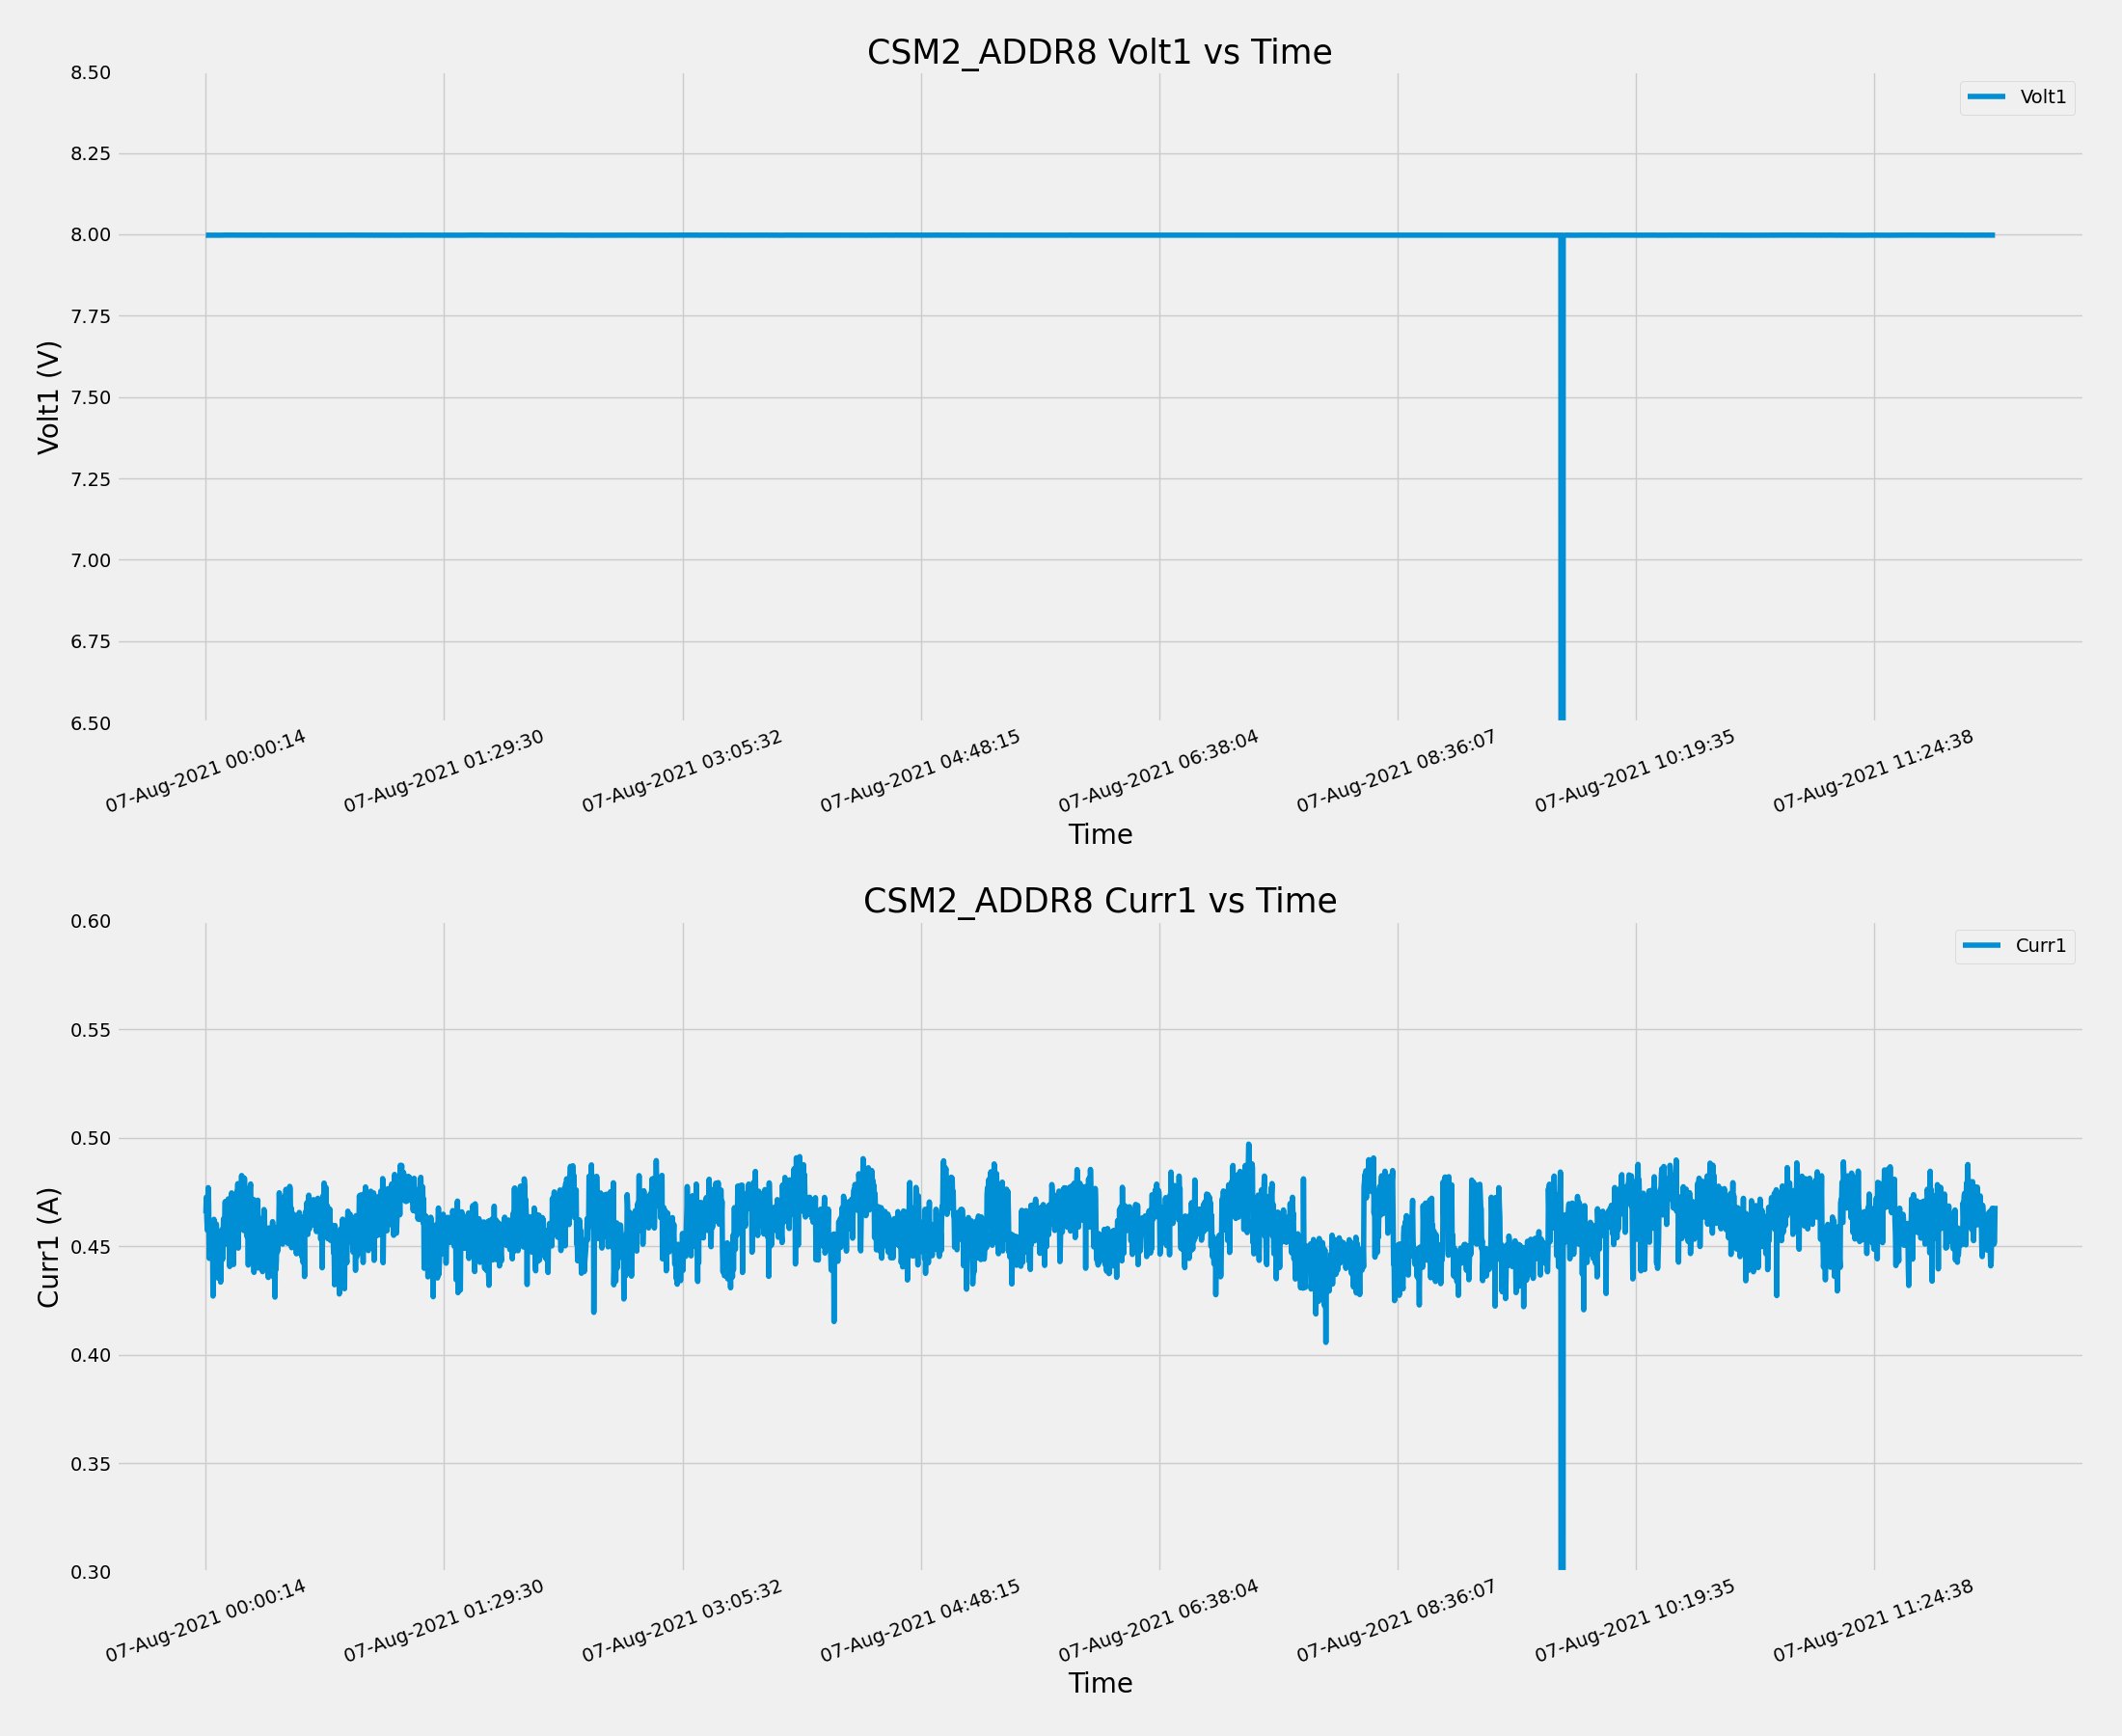 CSM2_ADDR8 Volt1 vs Time
8.50
8.25
8.00
7.75
7.50
7.25
7.00
6.75
6.50
Volt1 (V)
Volt1
07-Aug-2021 00:00:14
07-Aug-2021 01:29:30
07-Aug-2021 03:05:32
07-Aug-2021 04:48:15
07-Aug-2021 06:38:04
07-Aug-2021 08:36:07
07-Aug-2021 10:19:35
07-Aug-2021 11:24:38
Time
CSM2_ADDR8 Curr1 vs Time
0.60
0.55
0.50
0.45
0.40
0.35
0.30
Curr1 (A)
Curr1
07-Aug-2021 00:00:14
07-Aug-2021 01:29:30
07-Aug-2021 03:05:32
07-Aug-2021 04:48:15
07-Aug-2021 06:38:04
07-Aug-2021 08:36:07
07-Aug-2021 10:19:35
07-Aug-2021 11:24:38
Time